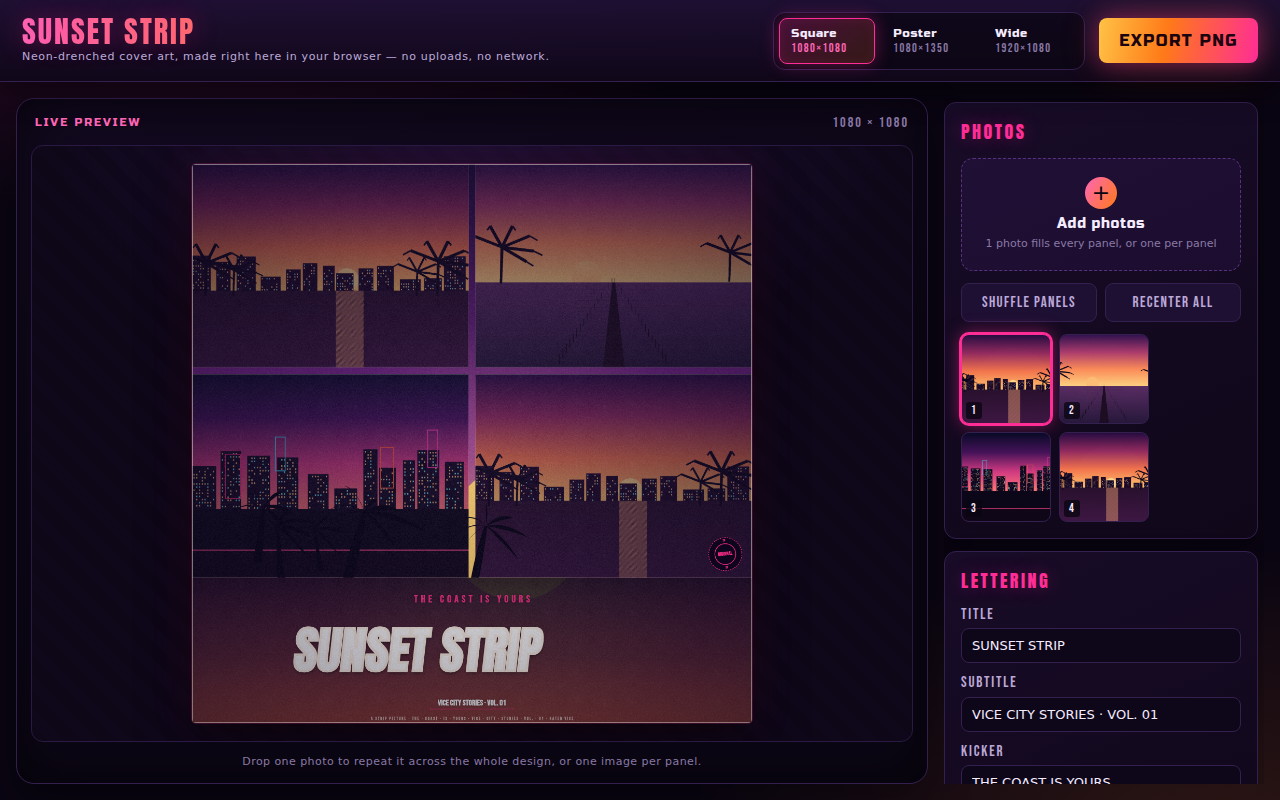 SUNSET STRIP
Neon-drenched cover art, made right here in your browser — no uploads, no network.
Square
1080×1080
Poster
1080×1350
Wide
1920×1080
EXPORT PNG
LIVE PREVIEW
1080 × 1080
THE COAST IS YOURS
SUNSET STRIP
VICE CITY STORIES · VOL. 01
Drop one photo to repeat it across the whole design, or one image per panel.
PHOTOS
+
Add photos
1 photo fills every panel, or one per panel
SHUFFLE PANELS
RECENTER ALL
1
2
3
4
LETTERING
TITLE
SUNSET STRIP
SUBTITLE
VICE CITY STORIES · VOL. 01
KICKER
THE COAST IS YOURS